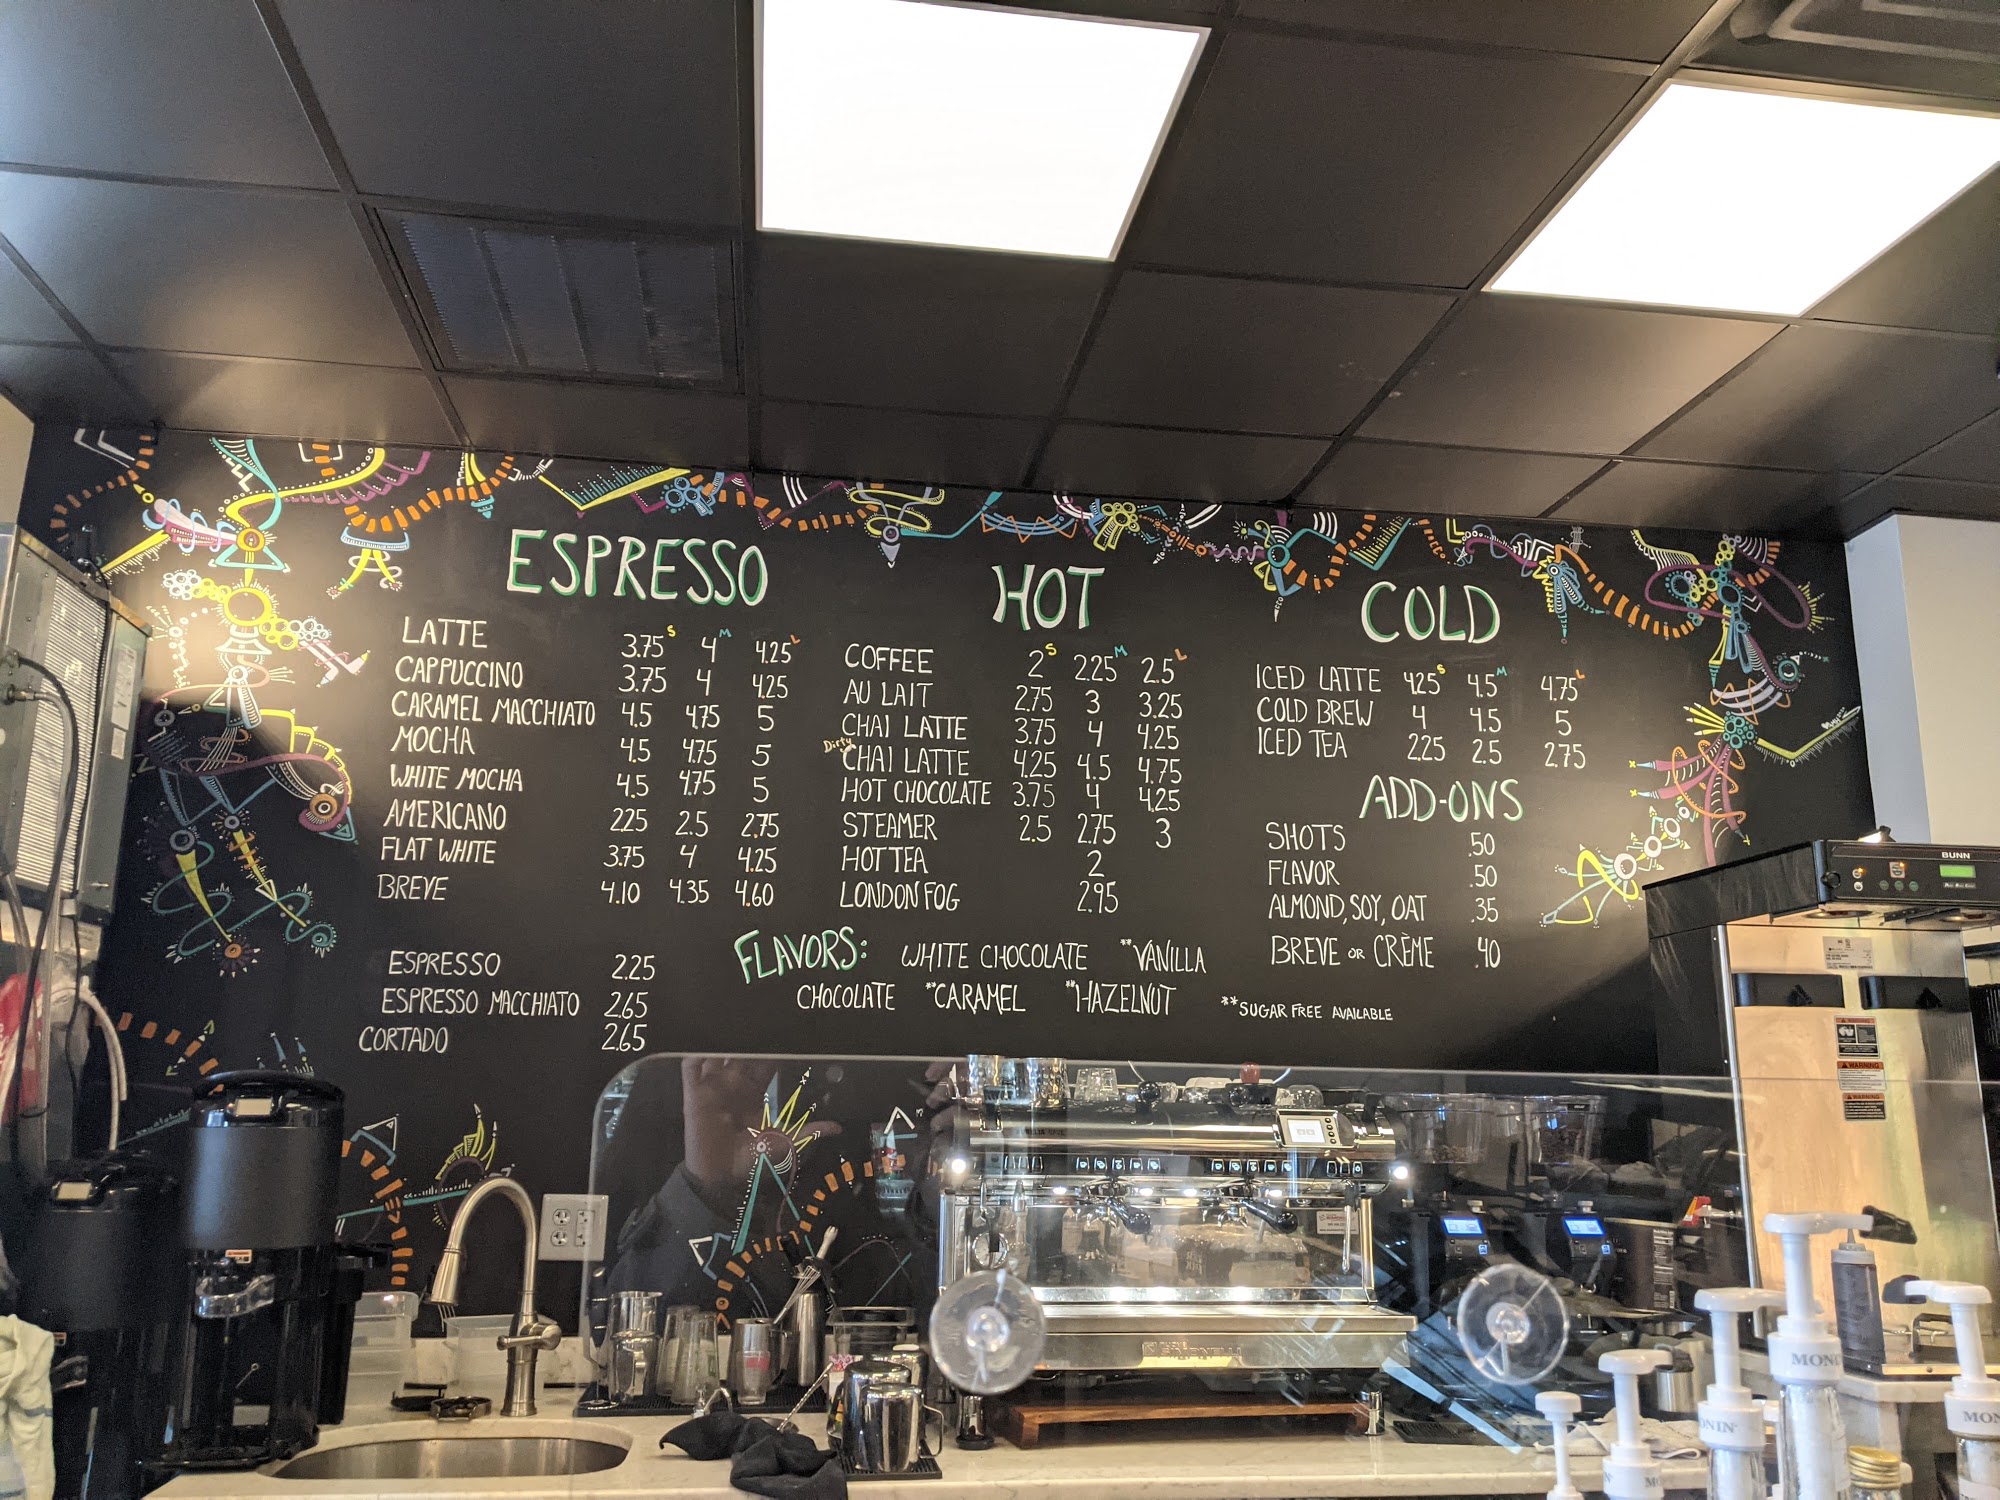 ESPRESSO
LATTE 3.75 S 4 M 4.25 L
CAPPUCCINO 3.75 4 4.25
CARAMEL MACCHIATO 4.5 4.75 5
MOCHA 4.5 4.75 5
WHITE MOCHA 4.5 4.75 5
AMERICANO 2.25 2.5 2.75
FLAT WHITE 3.75 4 4.25
BREVE 4.10 4.35 4.60
ESPRESSO 2.25
ESPRESSO MACCHIATO 2.65
CORTADO 2.65
HOT
COFFEE 2 S 2.25 M 2.5 L
AU LAIT 2.75 3 3.25
CHAI LATTE 3.75 4 4.25
Dirty CHAI LATTE 4.25 4.5 4.75
HOT CHOCOLATE 3.75 4 4.25
STEAMER 2.5 2.75 3
HOT TEA 2
LONDON FOG 2.95
COLD
ICED LATTE 4.25 S 4.5 M 4.75 L
COLD BREW 4 4.5 5
ICED TEA 2.25 2.5 2.75
ADD-ONS
SHOTS .50
FLAVOR .50
ALMOND, SOY, OAT .35
BREVE OR CRÈME .40
FLAVORS: WHITE CHOCOLATE **VANILLA
CHOCOLATE **CARAMEL **HAZELNUT **SUGAR FREE AVAILABLE
BUNN
WARNING
WARNING
WARNING
MONIN
MONIN